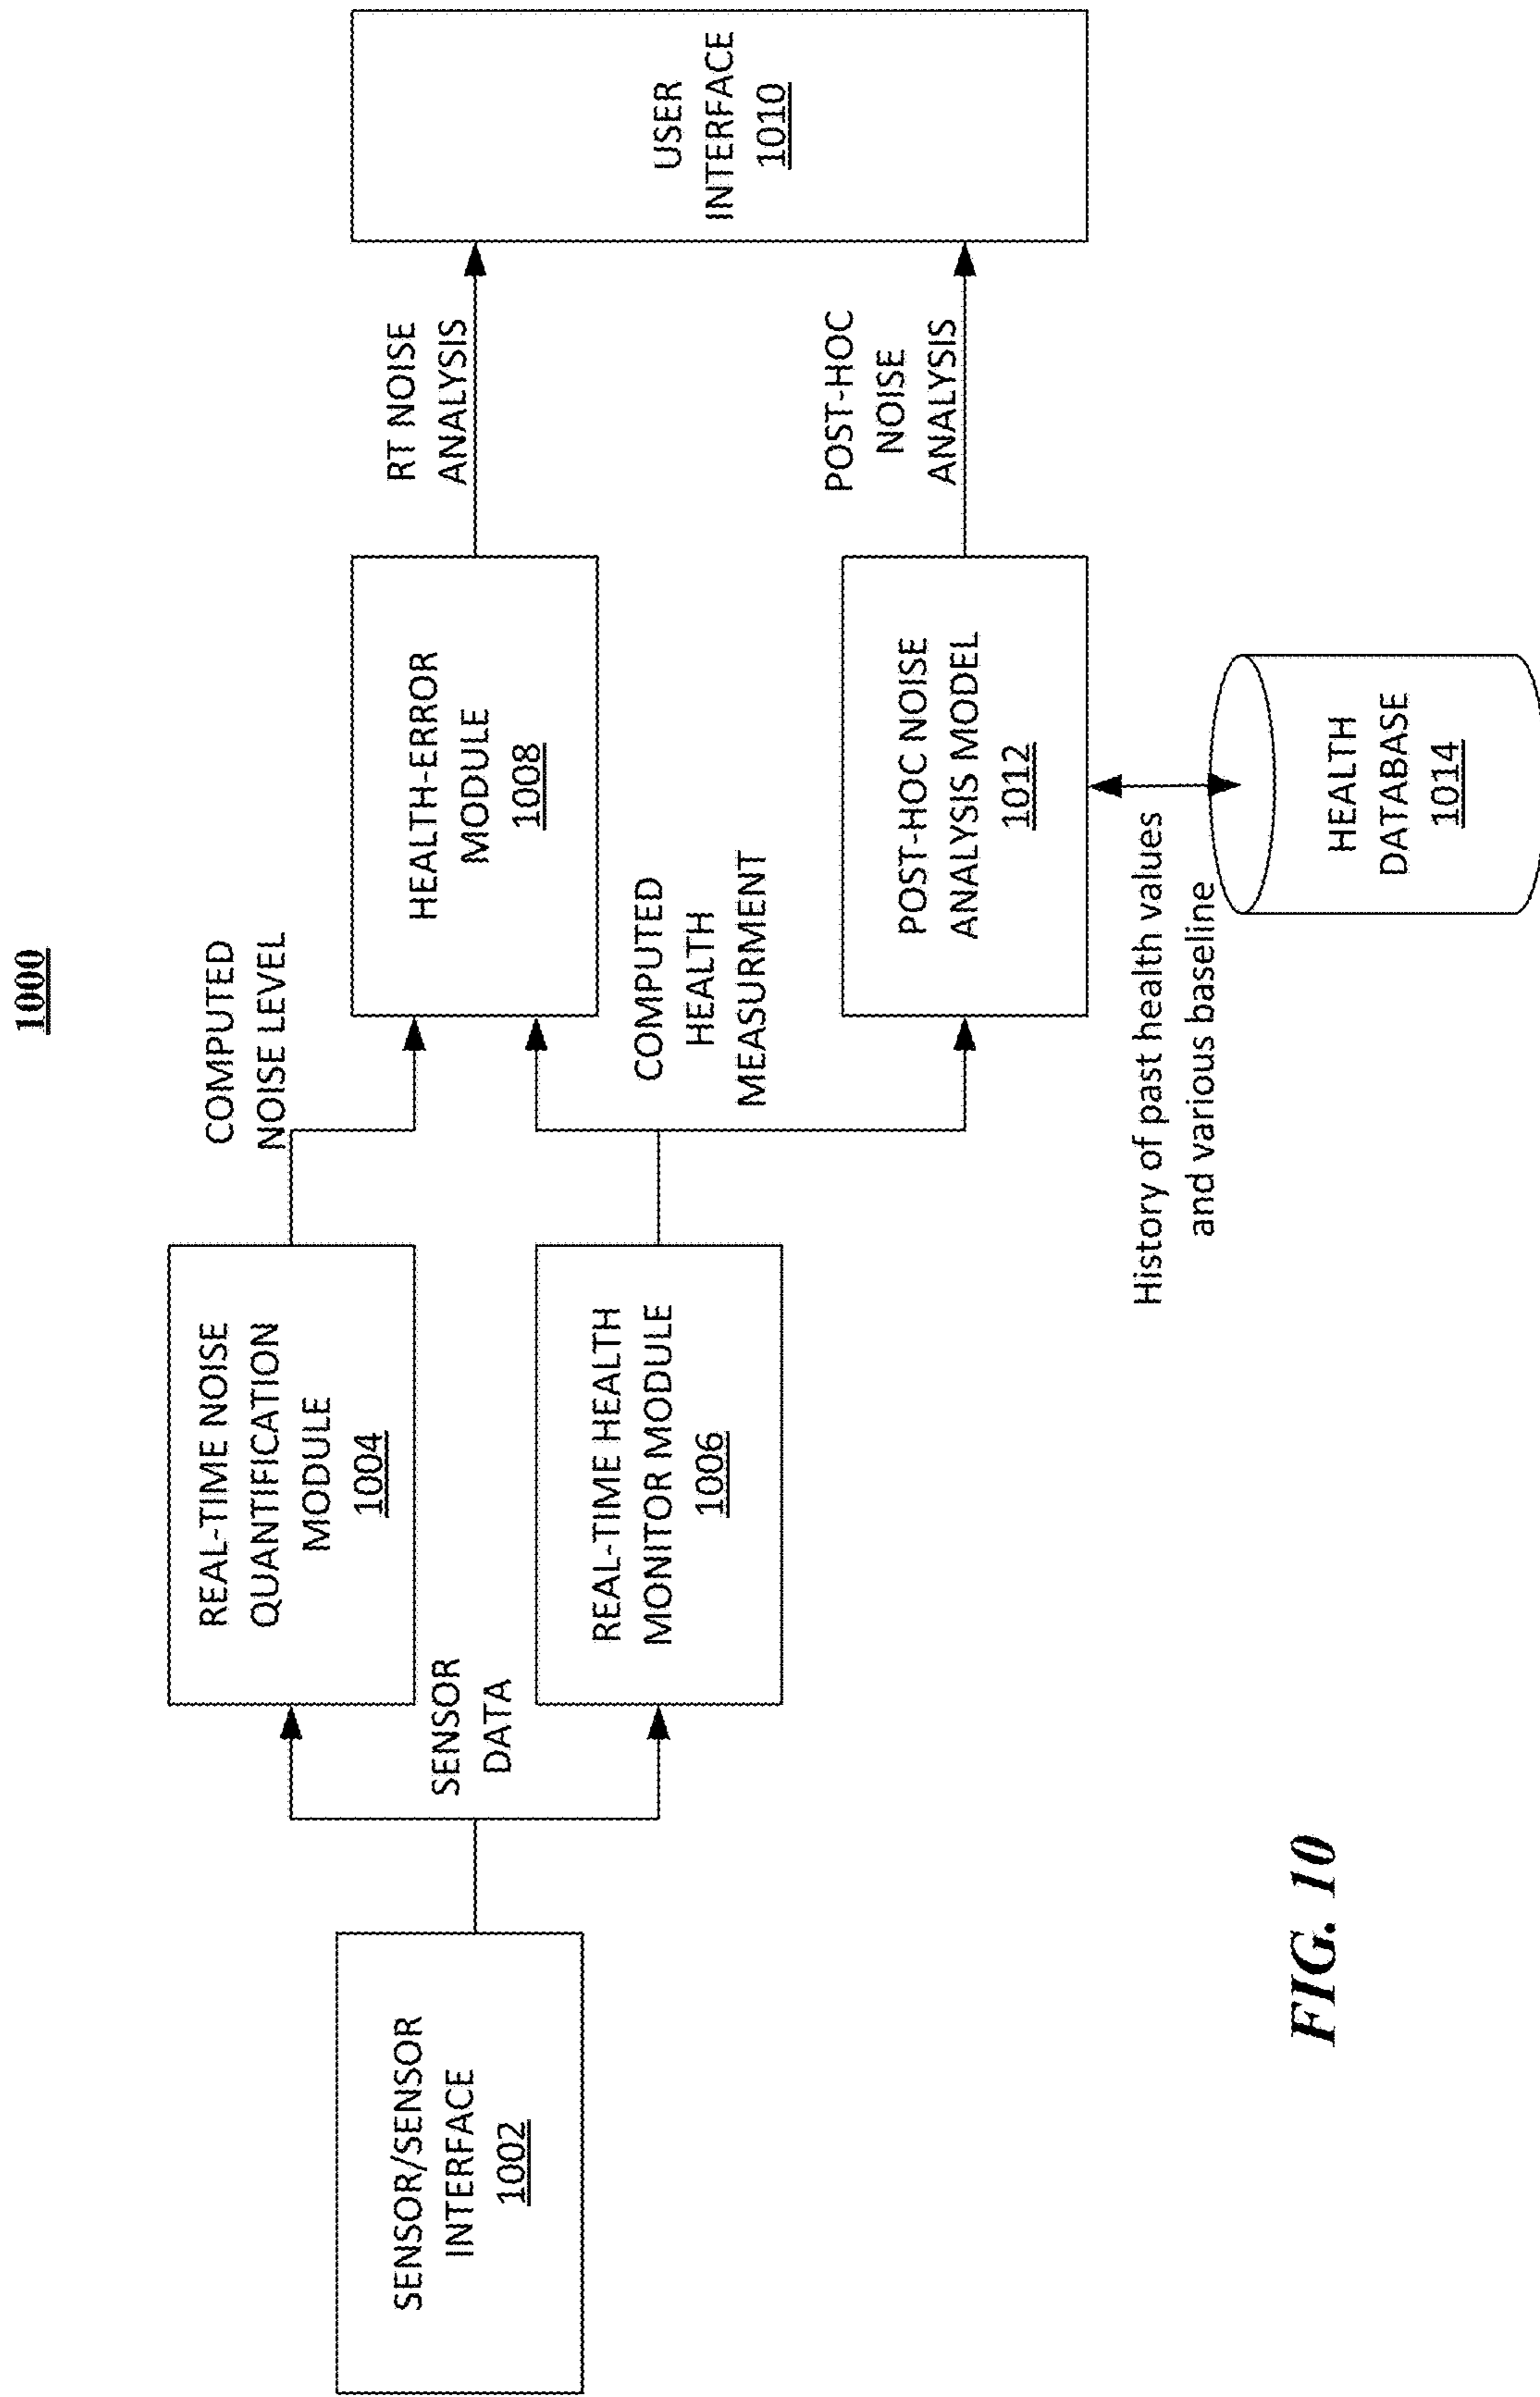 1000
SENSOR/SENSOR
INTERFACE
1002
SENSOR
DATA
REAL-TIME NOISE
QUANTIFICATION
MODULE
1004
REAL-TIME HEALTH
MONITOR MODULE
1006
COMPUTED
NOISE LEVEL
COMPUTED
HEALTH
MEASURMENT
HEALTH-ERROR
MODULE
1008
POST-HOC NOISE
ANALYSIS MODEL
1012
History of past health values
and various baseline
HEALTH
DATABASE
1014
RT NOISE
ANALYSIS
POST-HOC
NOISE
ANALYSIS
USER
INTERFACE
1010
FIG. 10